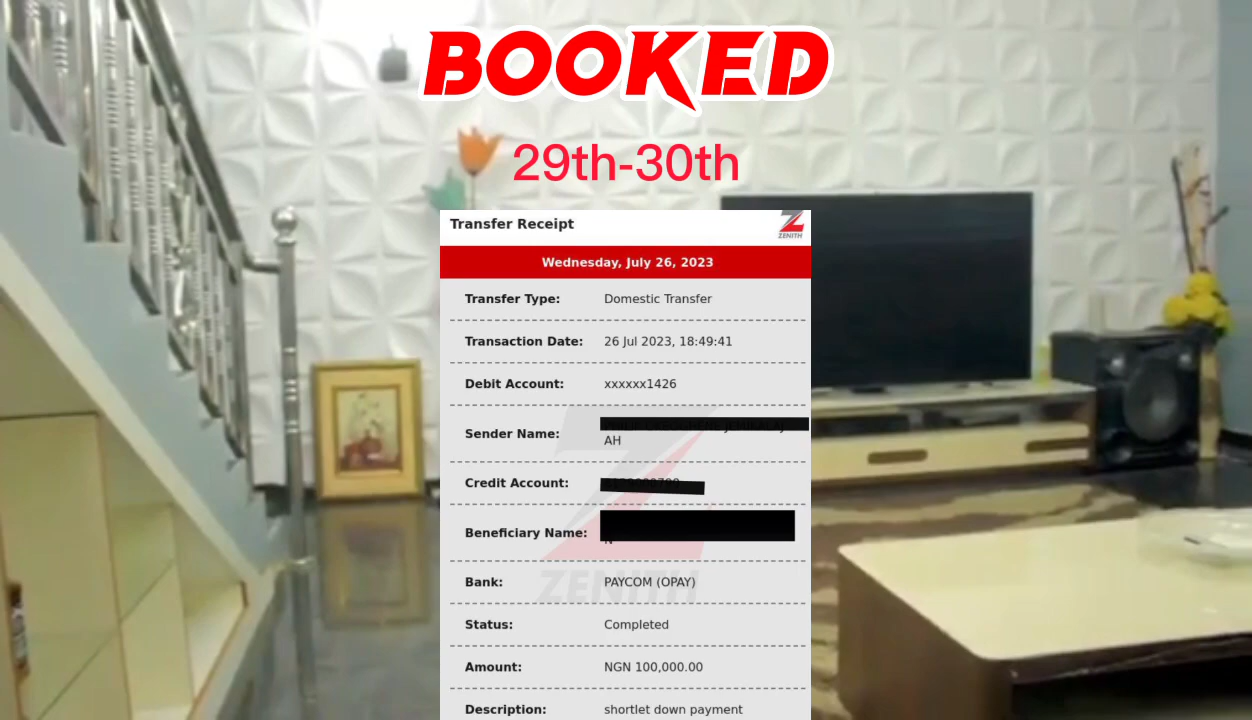 BOOKED
29th-30th
Transfer Receipt
ZENITH
Wednesday, July 26, 2023
Transfer Type: Domestic Transfer
Transaction Date: 26 Jul 2023, 18:49:41
Debit Account: xxxxxx1426
Sender Name:
AH
Credit Account:
Beneficiary Name:
N
Bank: PAYCOM (OPAY)
ZENITH
Status: Completed
Amount: NGN 100,000.00
Description: shortlet down payment